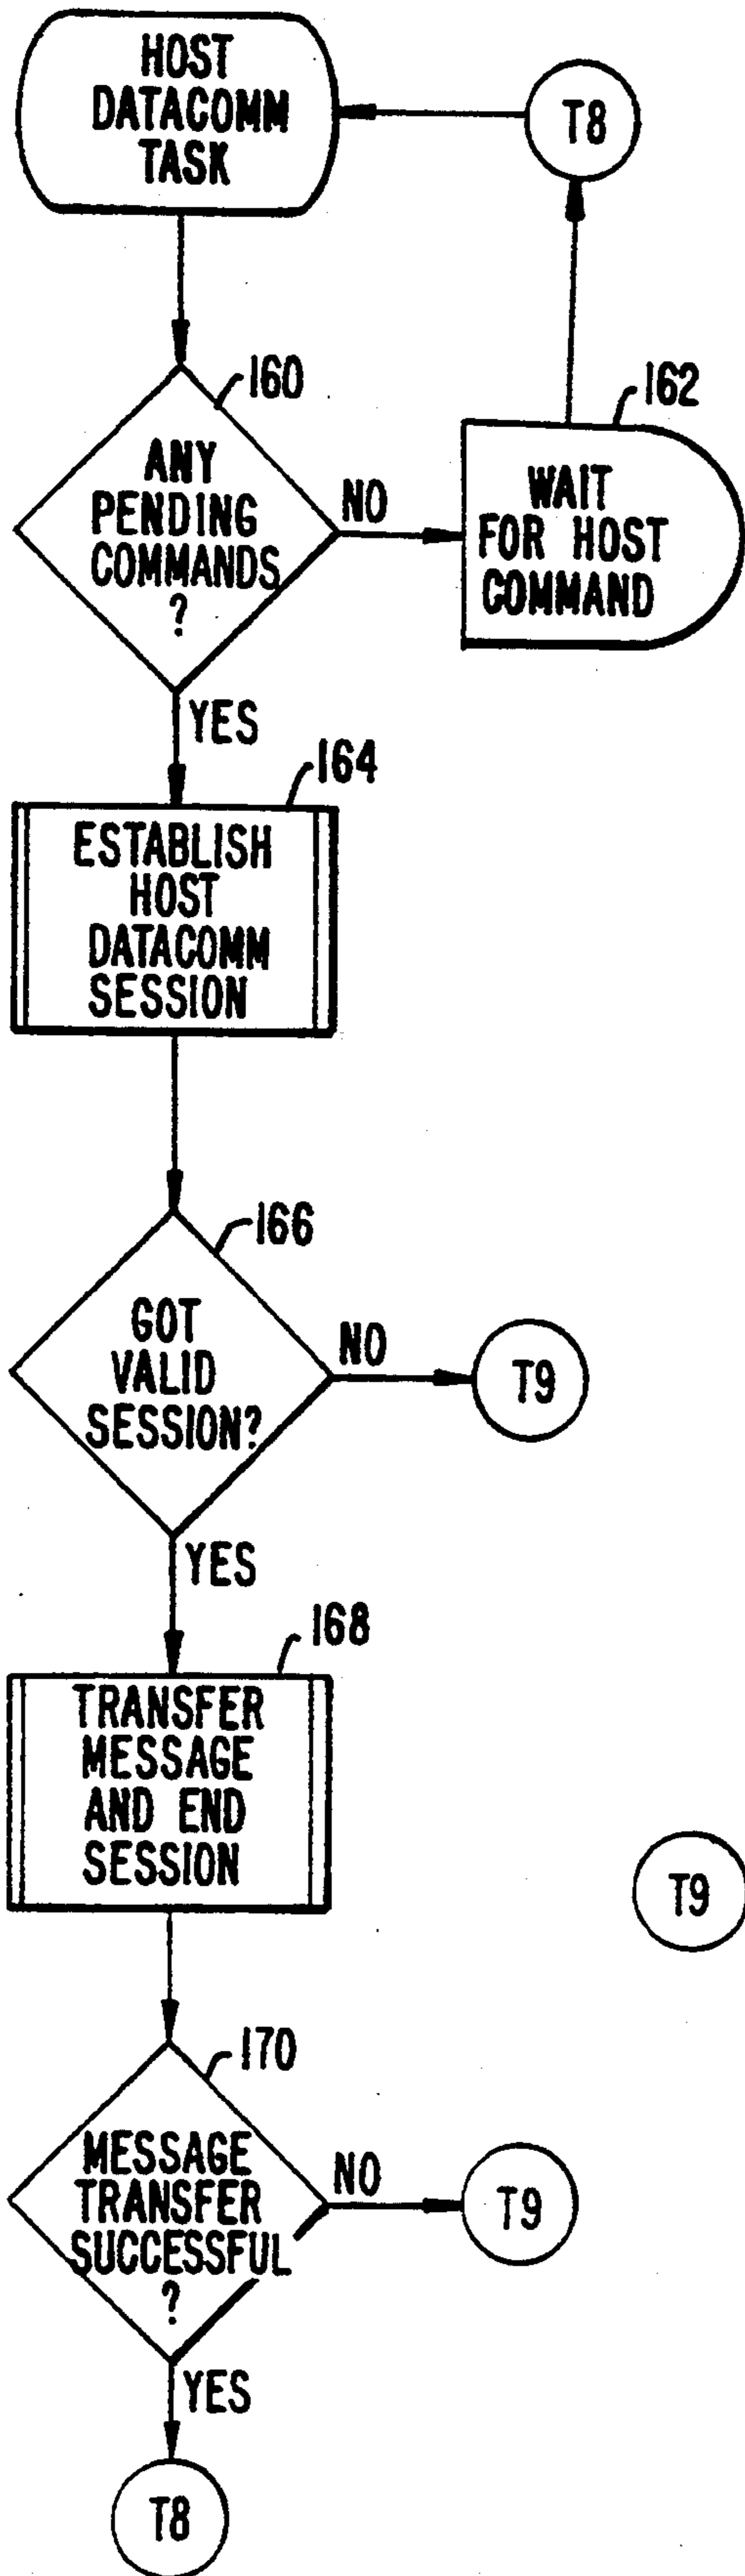 HOST
DATACOMM
TASK
T8
160
ANY
PENDING
COMMANDS
?
NO
162
WAIT
FOR HOST
COMMAND
YES
164
ESTABLISH
HOST
DATACOMM
SESSION
166
GOT
VALID
SESSION?
NO
T9
YES
168
TRANSFER
MESSAGE
AND END
SESSION
T9
170
MESSAGE
TRANSFER
SUCCESSFUL
?
NO
T9
YES
T8